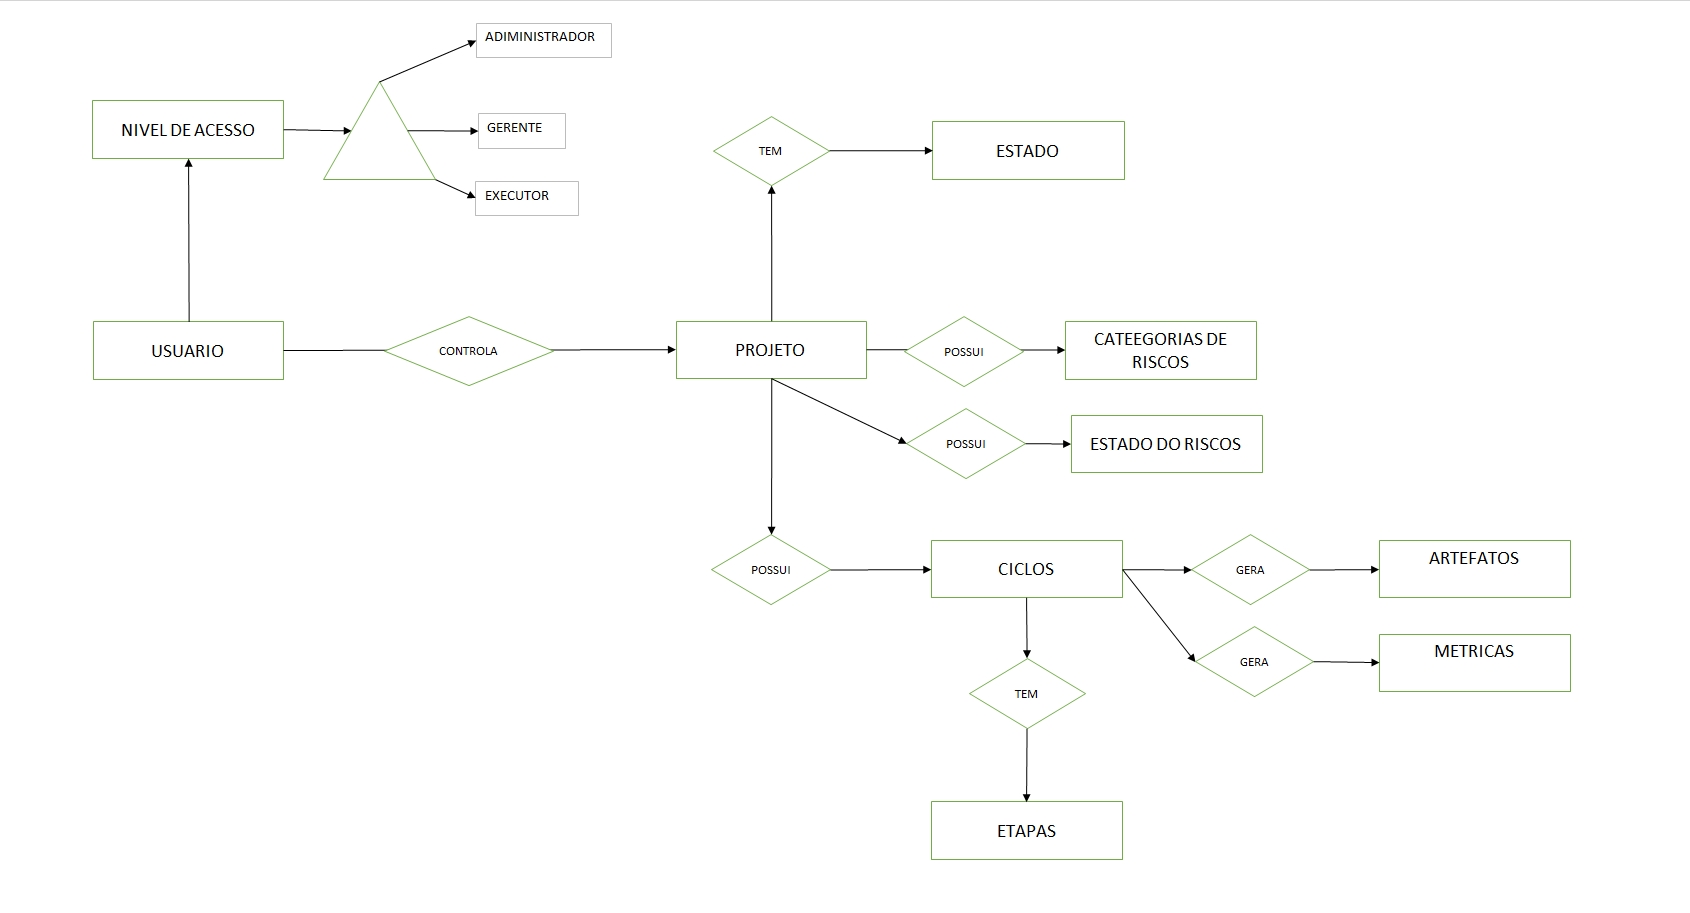 ADIMINISTRADOR
NIVEL DE ACESSO
GERENTE
EXECUTOR
TEM
ESTADO
USUARIO
CONTROLA
PROJETO
POSSUI
CATEEGORIAS DE
RISCOS
POSSUI
ESTADO DO RISCOS
POSSUI
CICLOS
GERA
ARTEFATOS
GERA
METRICAS
TEM
ETAPAS